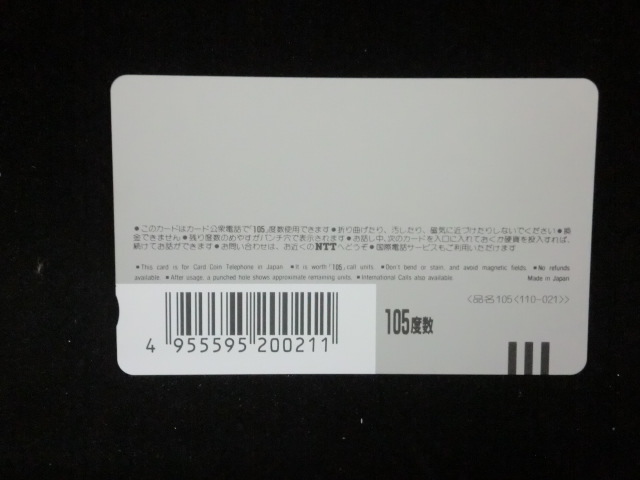 ●このカードはカード公衆電話で「105」度数使用できます ●折り曲げたり、汚したり、磁気に近づけたりしないでください ●換
金できません ●残り度数のめやすがパンチ穴で表示されます ●お話し中、次のカードを入口に入れておくか硬貨を投入すれば、
続けてお話ができます ●お問い合わせは、お近くのNTTへどうぞ ●国際電話サービスもご利用いただけます
●This card is for Card Coin Telephone in Japan. ●It is worth「105」call units. ●Don't bend or stain, and avoid magnetic fields. ●No refunds
available. ●After usage, a punched hole shows approximate remaining units. ●International Calls also available. Made in Japan
〈品名105〈110-021〉〉
105度数
4 955595 200211